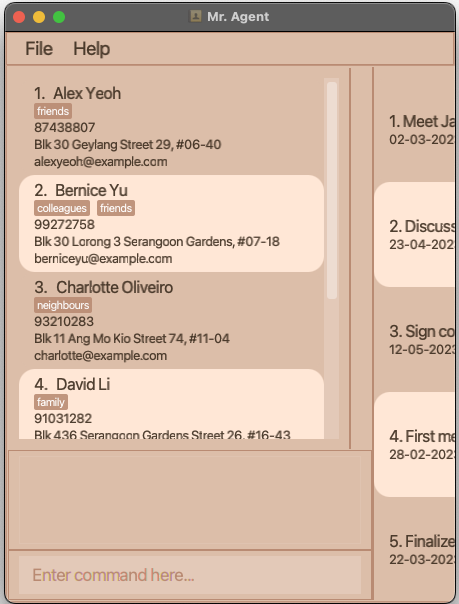 Mr. Agent
File Help
1. Alex Yeoh
friends
87438807
Blk 30 Geylang Street 29, #06-40
alexyeoh@example.com
2. Bernice Yu
colleagues friends
99272758
Blk 30 Lorong 3 Serangoon Gardens, #07-18
berniceyu@example.com
3. Charlotte Oliveiro
neighbours
93210283
Blk 11 Ang Mo Kio Street 74, #11-04
charlotte@example.com
4. David Li
family
91031282
Blk 436 Serangoon Gardens Street 26, #16-43
Enter command here...
1. Meet Ja
02-03-202
2. Discuss
23-04-202
3. Sign co
12-05-202
4. First me
28-02-202
5. Finalize
22-03-202